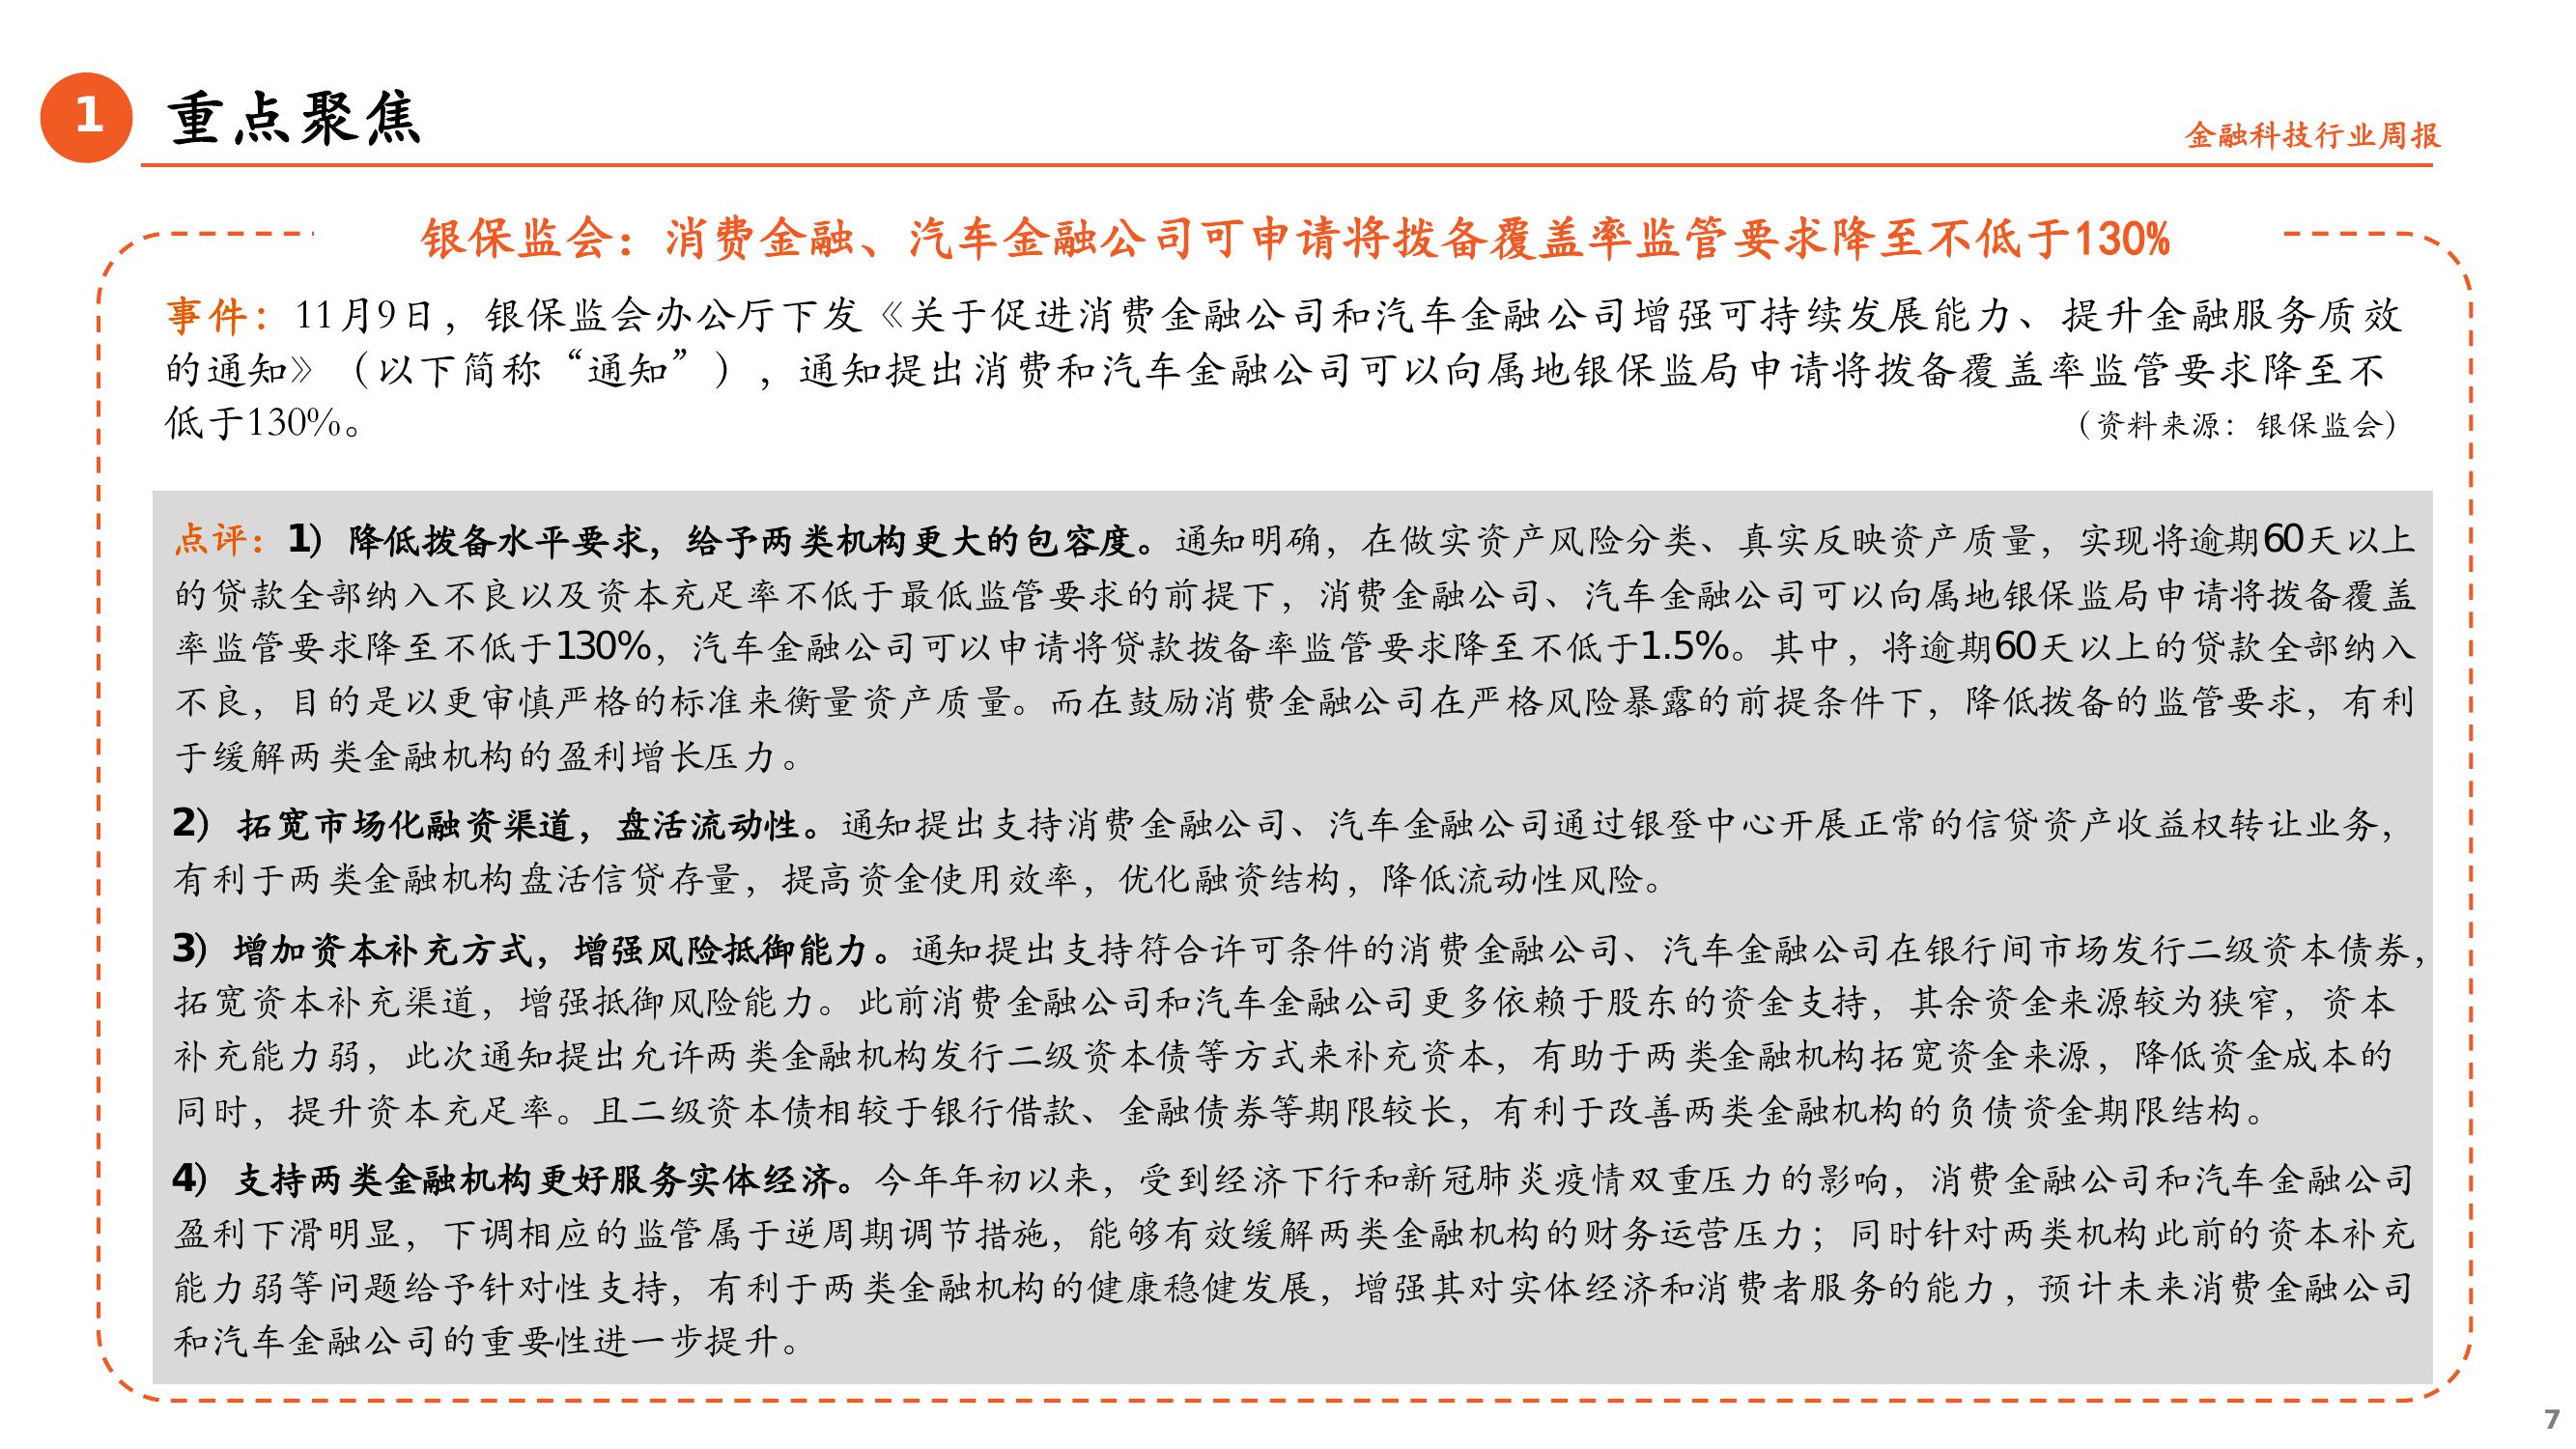 1
重点聚焦
金融科技行业周报
银保监会：消费金融、汽车金融公司可申请将拨备覆盖率监管要求降至不低于130%
事件：11月9日，银保监会办公厅下发《关于促进消费金融公司和汽车金融公司增强可持续发展能力、提升金融服务质效
的通知》（以下简称“通知”），通知提出消费和汽车金融公司可以向属地银保监局申请将拨备覆盖率监管要求降至不
低于130%。
（资料来源：银保监会）
点评：1）降低拨备水平要求，给予两类机构更大的包容度。通知明确，在做实资产风险分类、真实反映资产质量，实现将逾期60天以上
的贷款全部纳入不良以及资本充足率不低于最低监管要求的前提下，消费金融公司、汽车金融公司可以向属地银保监局申请将拨备覆盖
率监管要求降至不低于130%，汽车金融公司可以申请将贷款拨备率监管要求降至不低于1.5%。其中，将逾期60天以上的贷款全部纳入
不良，目的是以更审慎严格的标准来衡量资产质量。而在鼓励消费金融公司在严格风险暴露的前提条件下，降低拨备的监管要求，有利
于缓解两类金融机构的盈利增长压力。
2）拓宽市场化融资渠道，盘活流动性。通知提出支持消费金融公司、汽车金融公司通过银登中心开展正常的信贷资产收益权转让业务，
有利于两类金融机构盘活信贷存量，提高资金使用效率，优化融资结构，降低流动性风险。
3）增加资本补充方式，增强风险抵御能力。通知提出支持符合许可条件的消费金融公司、汽车金融公司在银行间市场发行二级资本债券，
拓宽资本补充渠道，增强抵御风险能力。此前消费金融公司和汽车金融公司更多依赖于股东的资金支持，其余资金来源较为狭窄，资本
补充能力弱，此次通知提出允许两类金融机构发行二级资本债等方式来补充资本，有助于两类金融机构拓宽资金来源，降低资金成本的
同时，提升资本充足率。且二级资本债相较于银行借款、金融债券等期限较长，有利于改善两类金融机构的负债资金期限结构。
4）支持两类金融机构更好服务实体经济。今年年初以来，受到经济下行和新冠肺炎疫情双重压力的影响，消费金融公司和汽车金融公司
盈利下滑明显，下调相应的监管属于逆周期调节措施，能够有效缓解两类金融机构的财务运营压力；同时针对两类机构此前的资本补充
能力弱等问题给予针对性支持，有利于两类金融机构的健康稳健发展，增强其对实体经济和消费者服务的能力，预计未来消费金融公司
和汽车金融公司的重要性进一步提升。
7